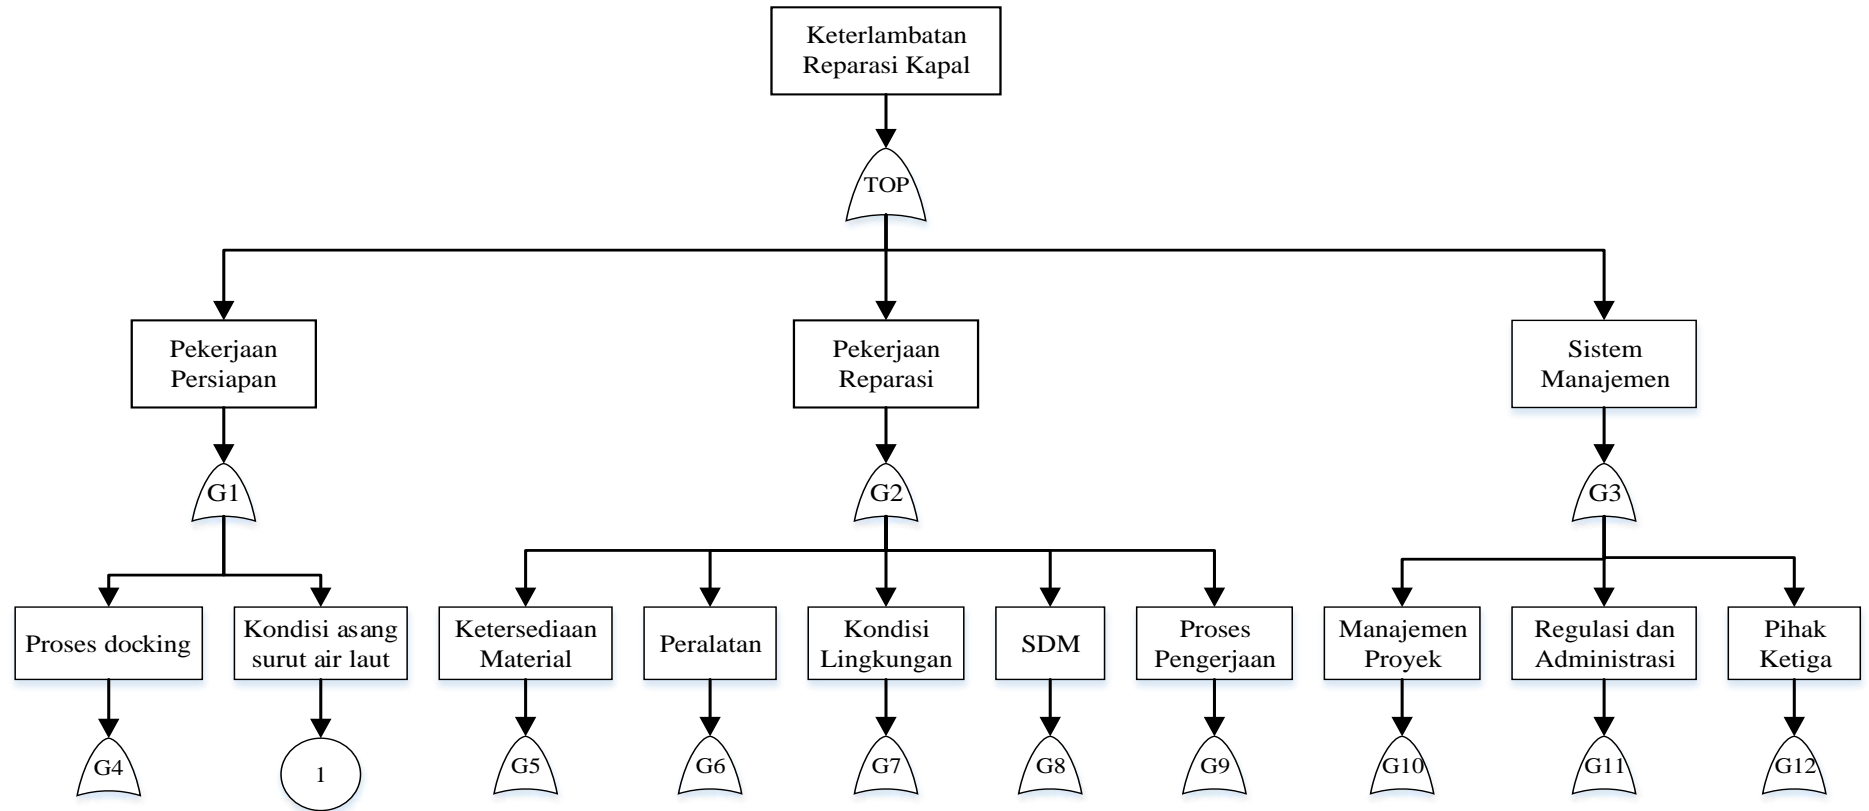 Keterlambatan
Reparasi Kapal
TOP
Pekerjaan
Persiapan
Pekerjaan
Reparasi
Sistem
Manajemen
G1
G2
G3
Proses docking
Kondisi asang
surut air laut
Ketersediaan
Material
Peralatan
Kondisi
Lingkungan
SDM
Proses
Pengerjaan
Manajemen
Proyek
Regulasi dan
Administrasi
Pihak
Ketiga
G4
1
G5
G6
G7
G8
G9
G10
G11
G12